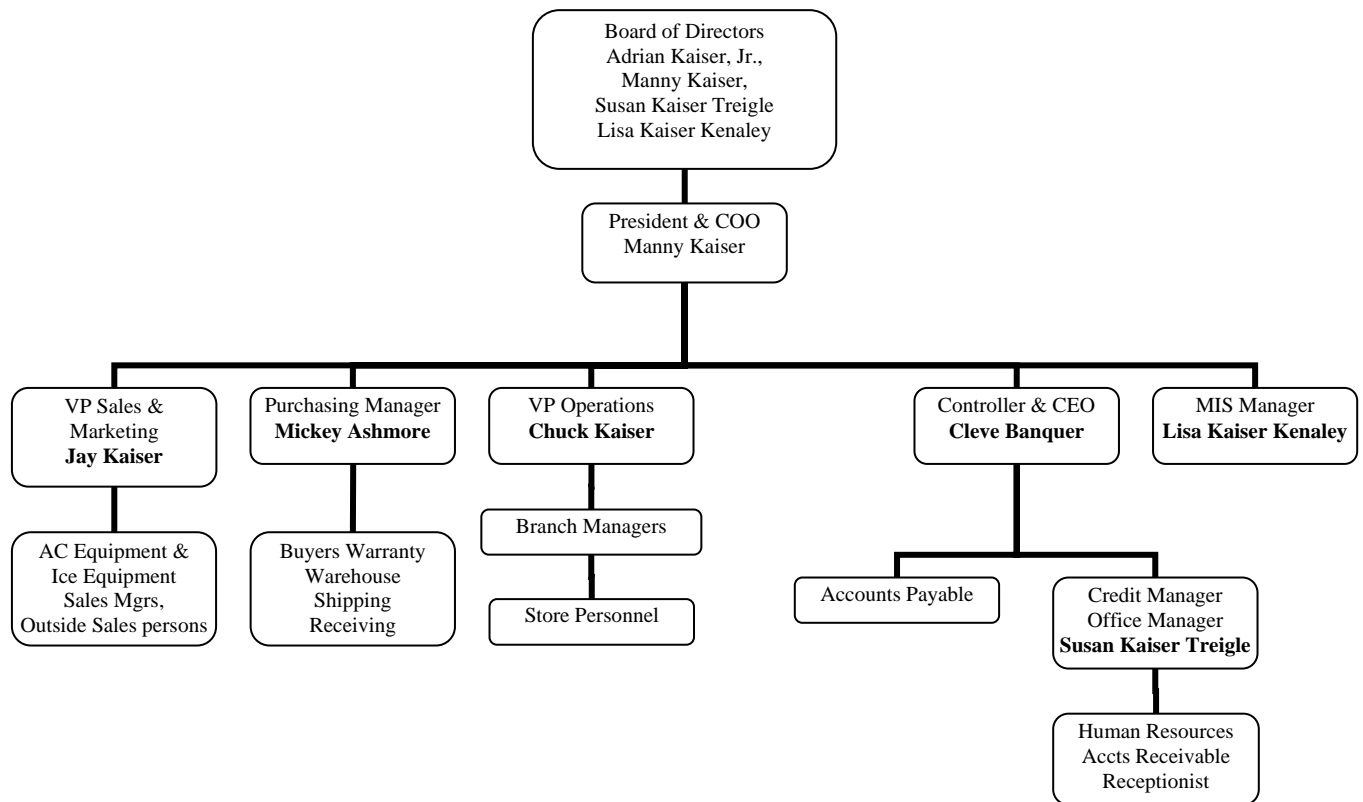 Board of Directors
Adrian Kaiser, Jr.,
Manny Kaiser,
Susan Kaiser Treigle
Lisa Kaiser Kenaley
President & COO
Manny Kaiser
VP Sales &
Marketing
Jay Kaiser
Purchasing Manager
Mickey Ashmore
VP Operations
Chuck Kaiser
Controller & CEO
Cleve Banquer
MIS Manager
Lisa Kaiser Kenaley
AC Equipment &
Ice Equipment
Sales Mgrs,
Outside Sales persons
Buyers Warranty
Warehouse
Shipping
Receiving
Branch Managers
Store Personnel
Accounts Payable
Credit Manager
Office Manager
Susan Kaiser Treigle
Human Resources
Accts Receivable
Receptionist